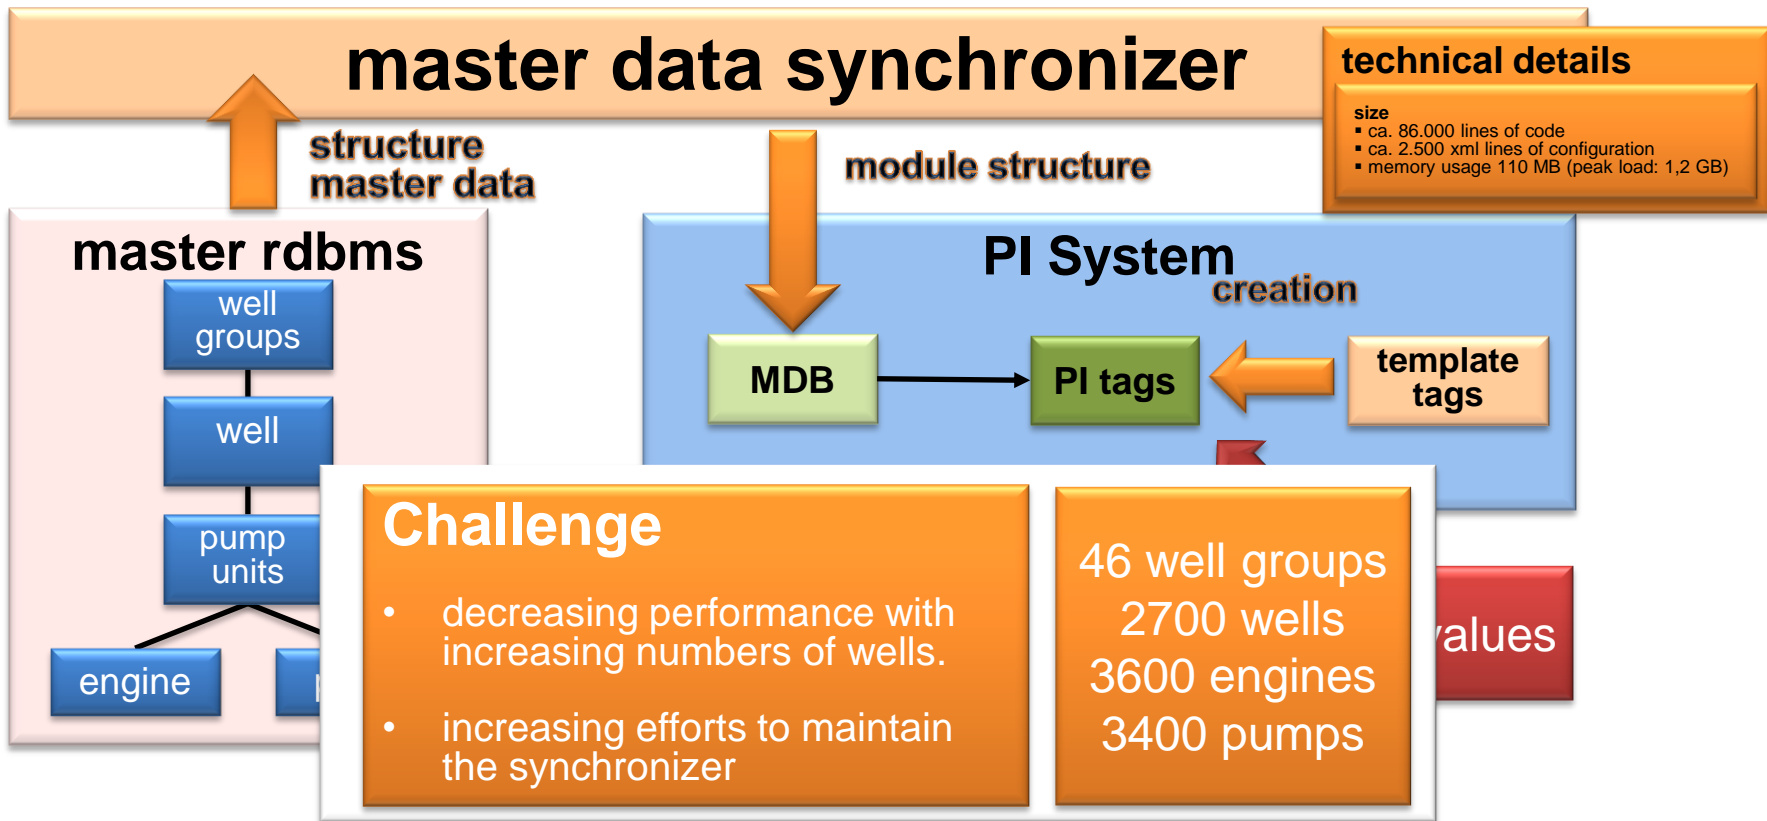 master data synchronizer
technical details
size
▪ ca. 86.000 lines of code
▪ ca. 2.500 xml lines of configuration
▪ memory usage 110 MB (peak load: 1,2 GB)
structure
master data
module structure
master rdbms
well
groups
well
pump
units
engine
PI System
creation
MDB
PI tags
template
tags
Challenge
• decreasing performance with
increasing numbers of wells.
• increasing efforts to maintain
the synchronizer
46 well groups
2700 wells
3600 engines
3400 pumps
values